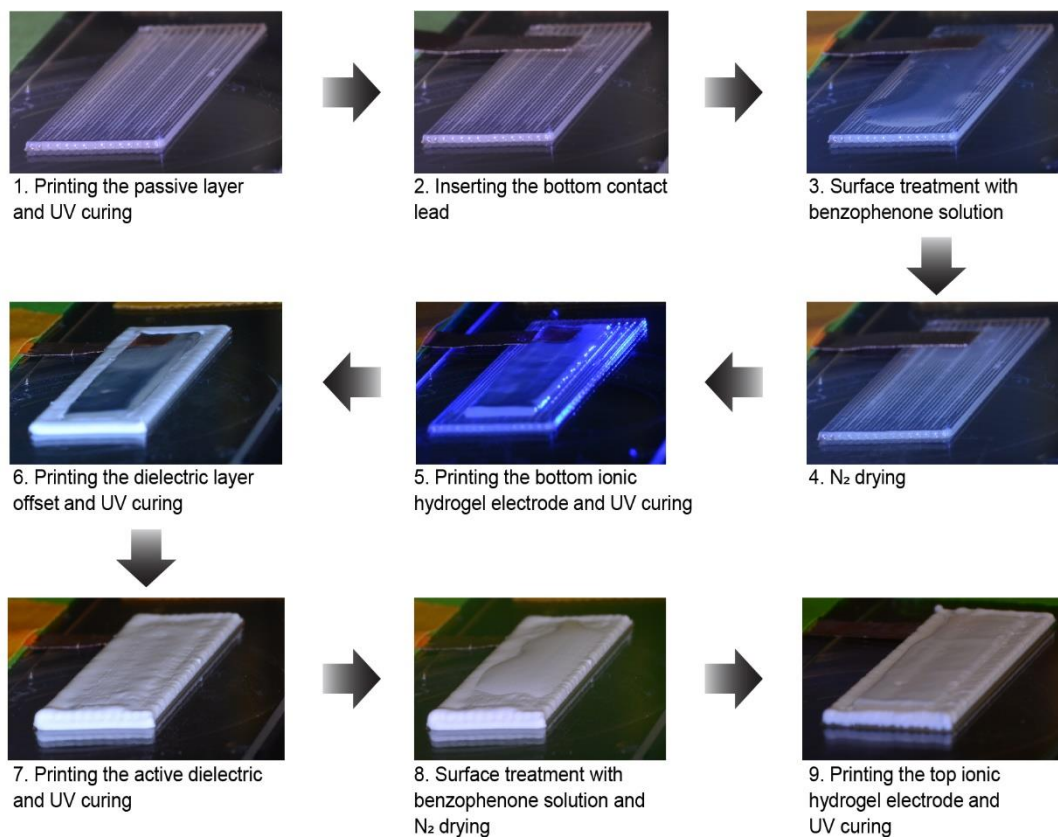 1. Printing the passive layer
and UV curing
2. Inserting the bottom contact
lead
3. Surface treatment with
benzophenone solution
4. N₂ drying
5. Printing the bottom ionic
hydrogel electrode and UV curing
6. Printing the dielectric layer
offset and UV curing
7. Printing the active dielectric
and UV curing
8. Surface treatment with
benzophenone solution and
N₂ drying
9. Printing the top ionic
hydrogel electrode and
UV curing